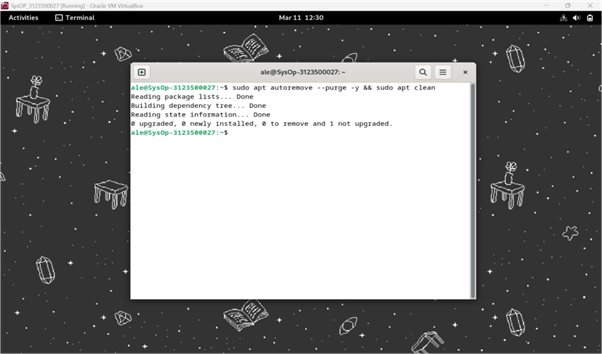 SysOP_3123500027 [Running] - Oracle VM VirtualBox
Activities Terminal Mar 11 12:30
ale@SysOp-3123500027: ~
ale@SysOp-3123500027:~$ sudo apt autoremove --purge -y && sudo apt clean
Reading package lists... Done
Building dependency tree... Done
Reading state information... Done
0 upgraded, 0 newly installed, 0 to remove and 1 not upgraded.
ale@SysOp-3123500027:~$